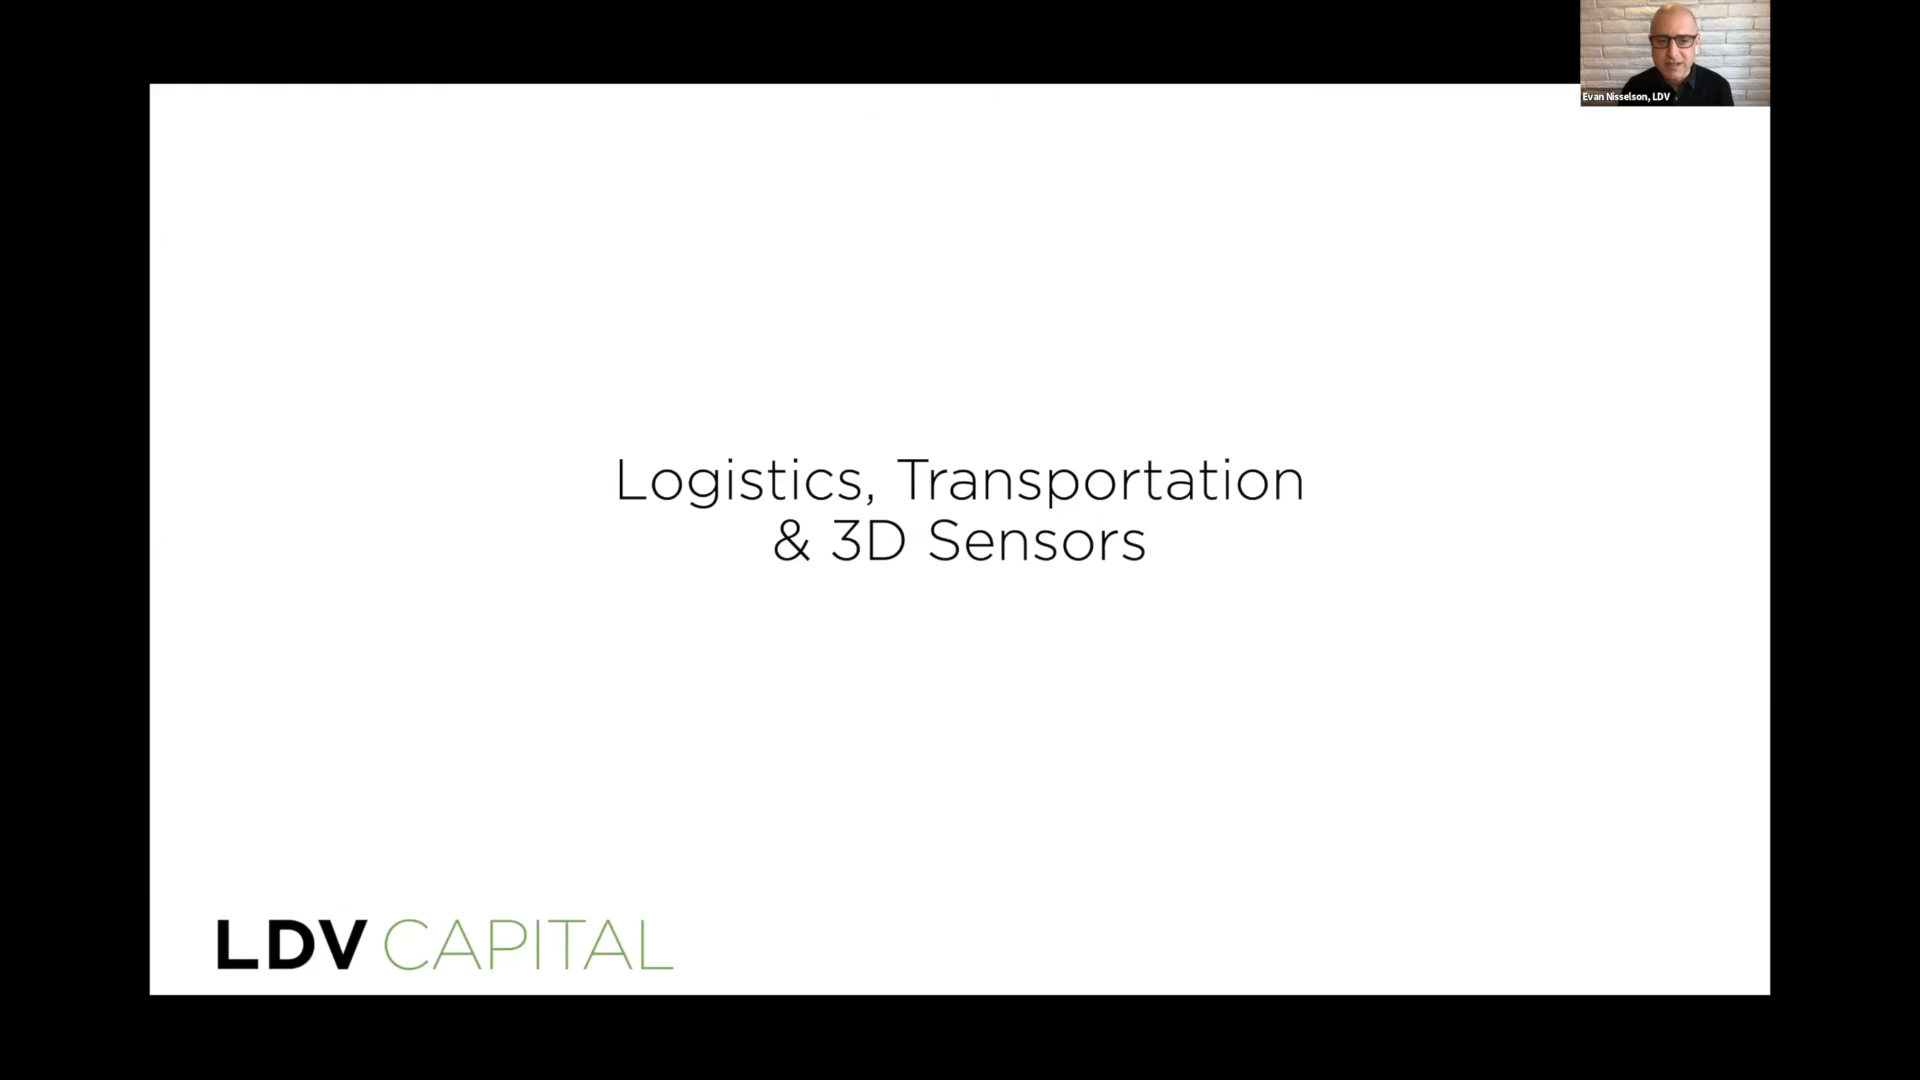 Evan Nisselson, LDV
Logistics, Transportation
& 3D Sensors
LDV CAPITAL